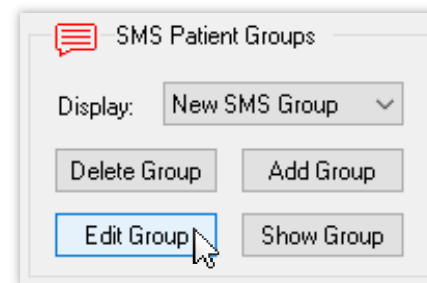 SMS Patient Groups
Display: New SMS Group
Delete Group Add Group
Edit Group Show Group